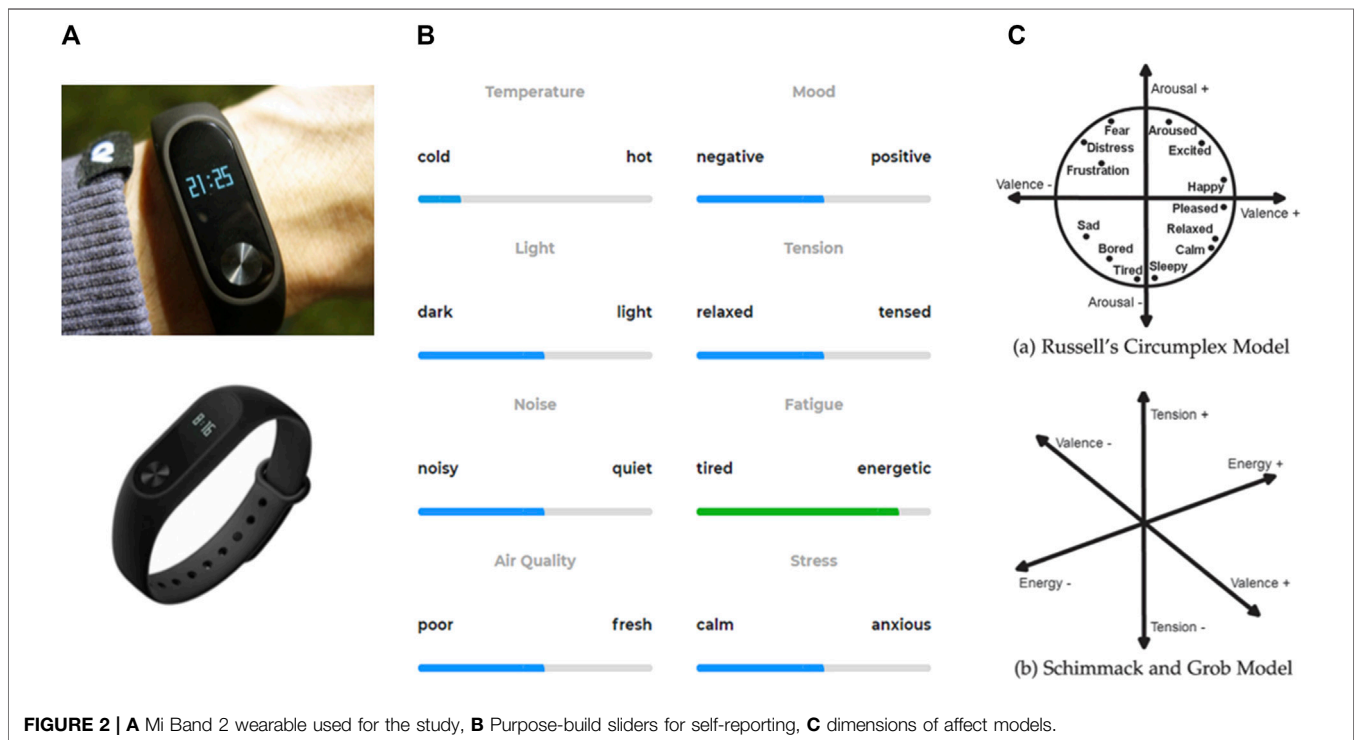 A
B
C
21:25
8:16
Temperature
cold hot
Light
dark light
Noise
noisy quiet
Air Quality
poor fresh
Mood
negative positive
Tension
relaxed tensed
Fatigue
tired energetic
Stress
calm anxious
Arousal +
Fear
Aroused
Distress
Excited
Frustration
Happy
Valence -
Valence +
Pleased
Sad
Relaxed
Bored
Calm
Tired
Sleepy
Arousal -
(a) Russell's Circumplex Model
Tension +
Valence -
Energy +
Energy -
Valence +
Tension -
(b) Schimmack and Grob Model
FIGURE 2 | A Mi Band 2 wearable used for the study, B Purpose-build sliders for self-reporting, C dimensions of affect models.